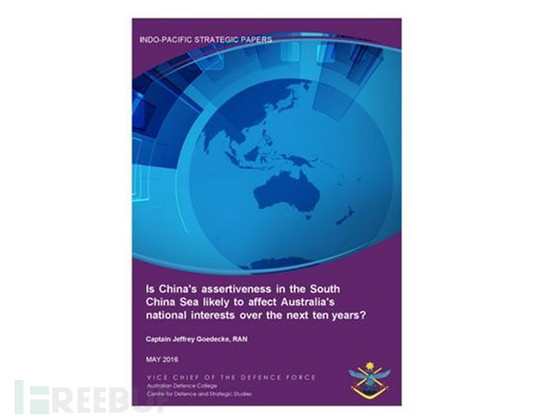 INDO-PACIFIC STRATEGIC PAPERS
Is China's assertiveness in the South
China Sea likely to affect Australia's
national interests over the next ten years?
Captain Jeffrey Goedecke, RAN
MAY 2016
VICE CHIEF OF THE DEFENCE FORCE
Australian Defence College
Centre for Defence and Strategic Studies